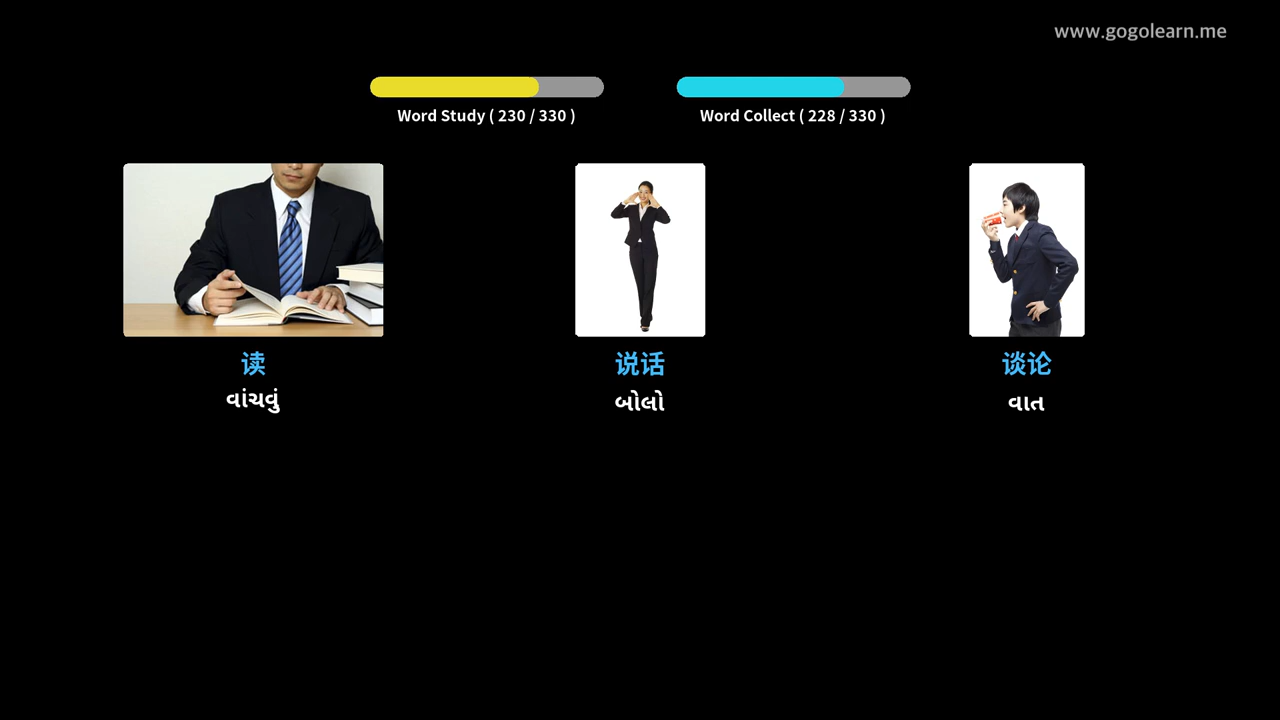 www.gogolearn.me
Word Study ( 230 / 330 )
Word Collect ( 228 / 330 )
读
说话
谈论
વાંચવું
બોલો
વાત